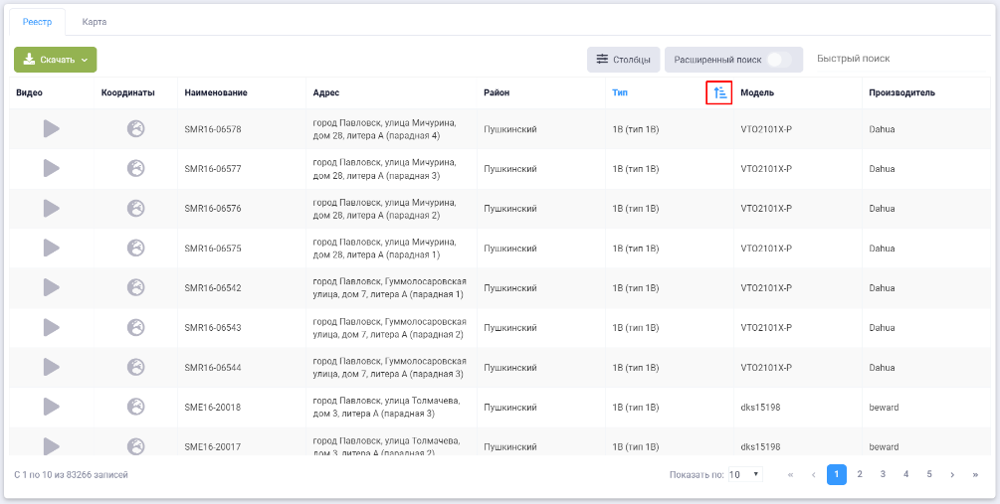 Реестр Карта
Скачать Столбцы Расширенный поиск Быстрый поиск
Видео Координаты Наименование Адрес Район Тип Модель Производитель
SMR16-06578 город Павловск, улица Мичурина, Пушкинский 1В (тип 1В) VTO2101X-P Dahua
дом 28, литера А (парадная 4)
SMR16-06577 город Павловск, улица Мичурина, Пушкинский 1В (тип 1В) VTO2101X-P Dahua
дом 28, литера А (парадная 3)
SMR16-06576 город Павловск, улица Мичурина, Пушкинский 1В (тип 1В) VTO2101X-P Dahua
дом 28, литера А (парадная 2)
SMR16-06575 город Павловск, улица Мичурина, Пушкинский 1В (тип 1В) VTO2101X-P Dahua
дом 28, литера А (парадная 1)
SMR16-06542 город Павловск, Гуммолосаровская Пушкинский 1В (тип 1В) VTO2101X-P Dahua
улица, дом 7, литера А (парадная 1)
SMR16-06543 город Павловск, Гуммолосаровская Пушкинский 1В (тип 1В) VTO2101X-P Dahua
улица, дом 7, литера А (парадная 2)
SMR16-06544 город Павловск, Гуммолосаровская Пушкинский 1В (тип 1В) VTO2101X-P Dahua
улица, дом 7, литера А (парадная 3)
SME16-20018 город Павловск, улица Толмачева, Пушкинский 1В (тип 1В) dks15198 beward
дом 3, литера А (парадная 3)
SME16-20017 город Павловск, улица Толмачева, Пушкинский 1В (тип 1В) dks15198 beward
дом 3, литера А (парадная 2)
С 1 по 10 из 83266 записей Показать по: 10 « ‹ 1 2 3 4 5 › »